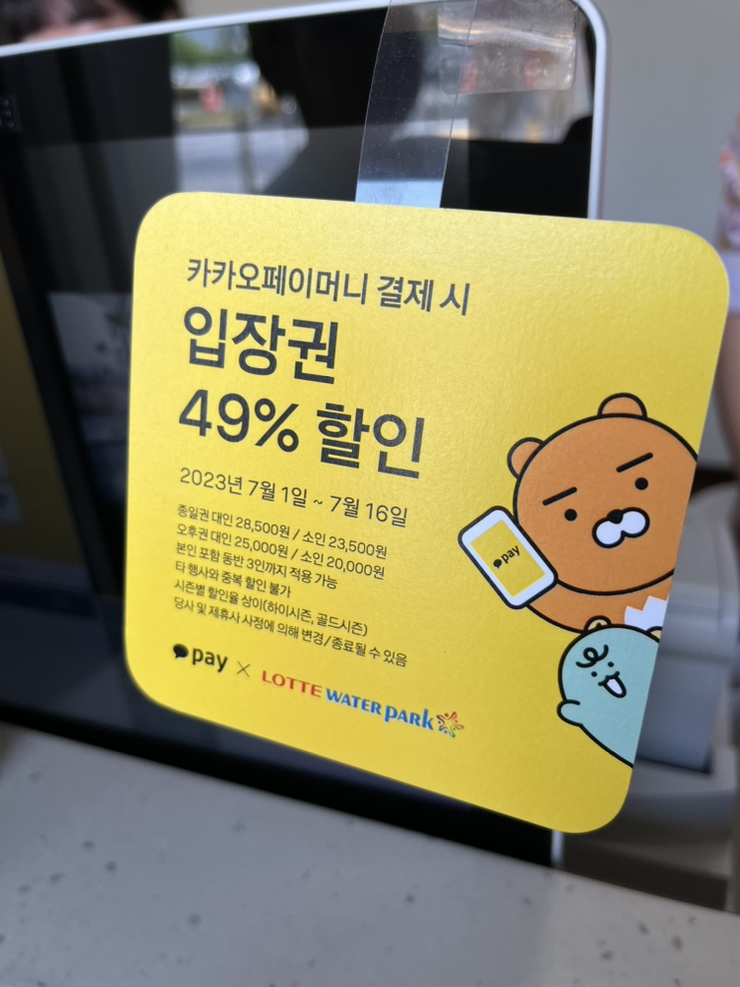 카카오페이머니 결제 시
입장권
49% 할인
2023년 7월 1일 ~ 7월 16일
종일권 대인 28,500원 / 소인 23,500원
오후권 대인 25,000원 / 소인 20,000원
본인 포함 동반 3인까지 적용 가능
타 행사와 중복 할인 불가
시즌별 할인율 상이(하이시즌, 골드시즌)
당사 및 제휴사 사정에 의해 변경/종료될 수 있음
pay × LOTTE WATER PARK
pay